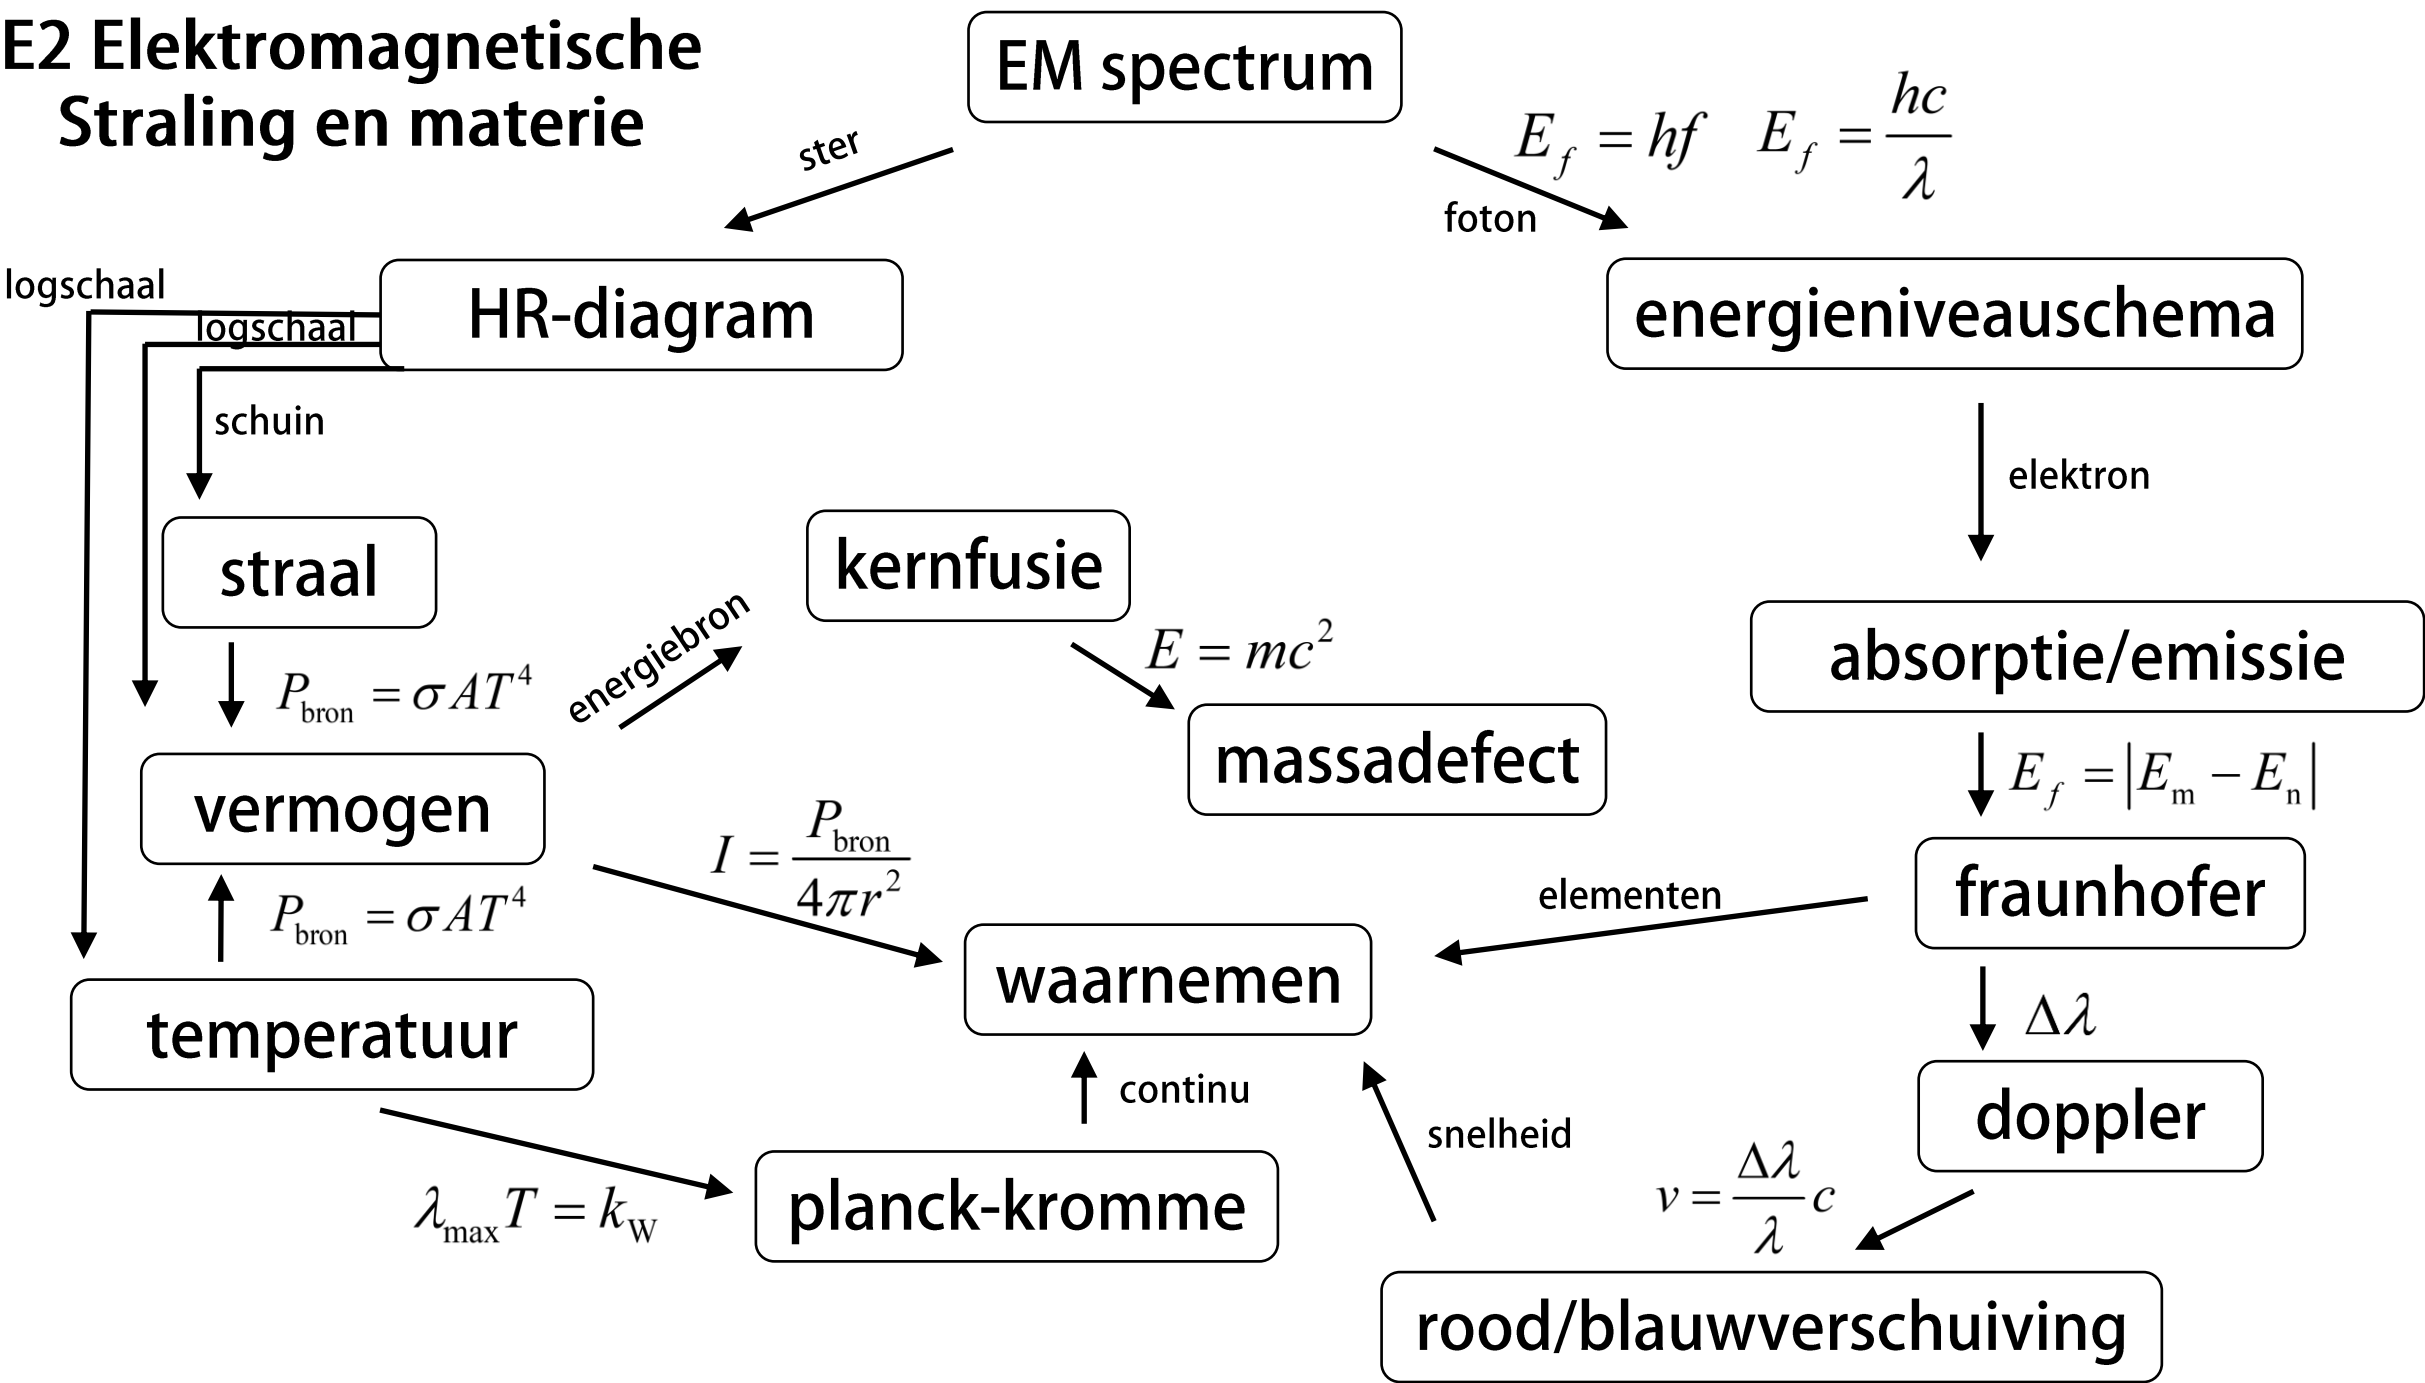 E2 Elektromagnetische
Straling en materie
EM spectrum
ster
E_f = hf   E_f = hc/λ
foton
logschaal
logschaal
HR-diagram
energieniveauschema
schuin
elektron
straal
kernfusie
energiebron
E = mc²
absorptie/emissie
P_bron = σAT⁴
massadefect
vermogen
E_f = |E_m − E_n|
I = P_bron/4πr²
elementen
fraunhofer
P_bron = σAT⁴
waarnemen
Δλ
temperatuur
continu
doppler
snelheid
λ_max T = k_W
planck-kromme
v = Δλ/λ c
rood/blauwverschuiving